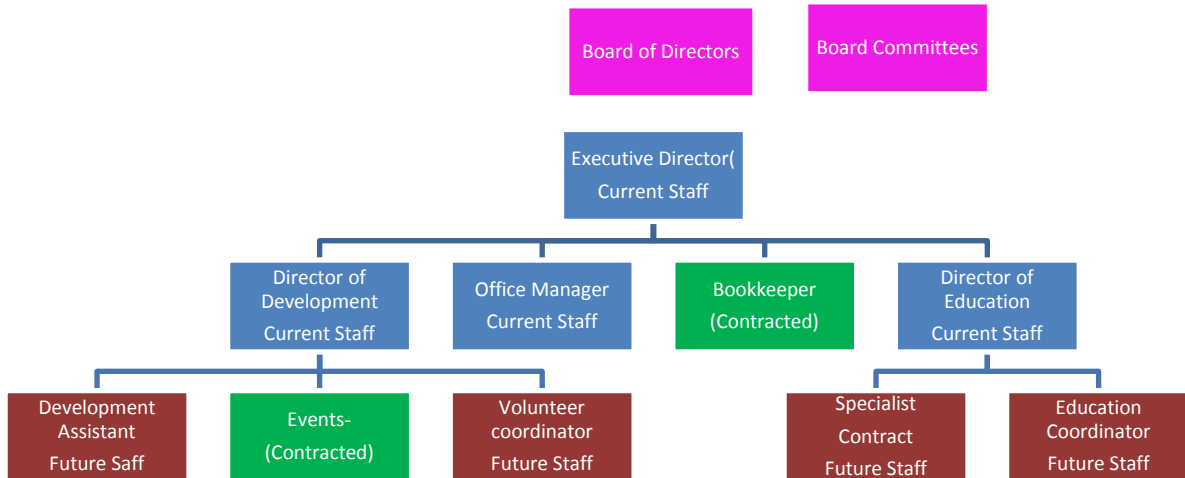 Board of Directors
Board Committees
Executive Director(
Current Staff
Director of
Development
Current Staff
Office Manager
Current Staff
Bookkeeper
(Contracted)
Director of
Education
Current Staff
Development
Assistant
Future Saff
Events-
(Contracted)
Volunteer
coordinator
Future Staff
Specialist
Contract
Future Staff
Education
Coordinator
Future Staff